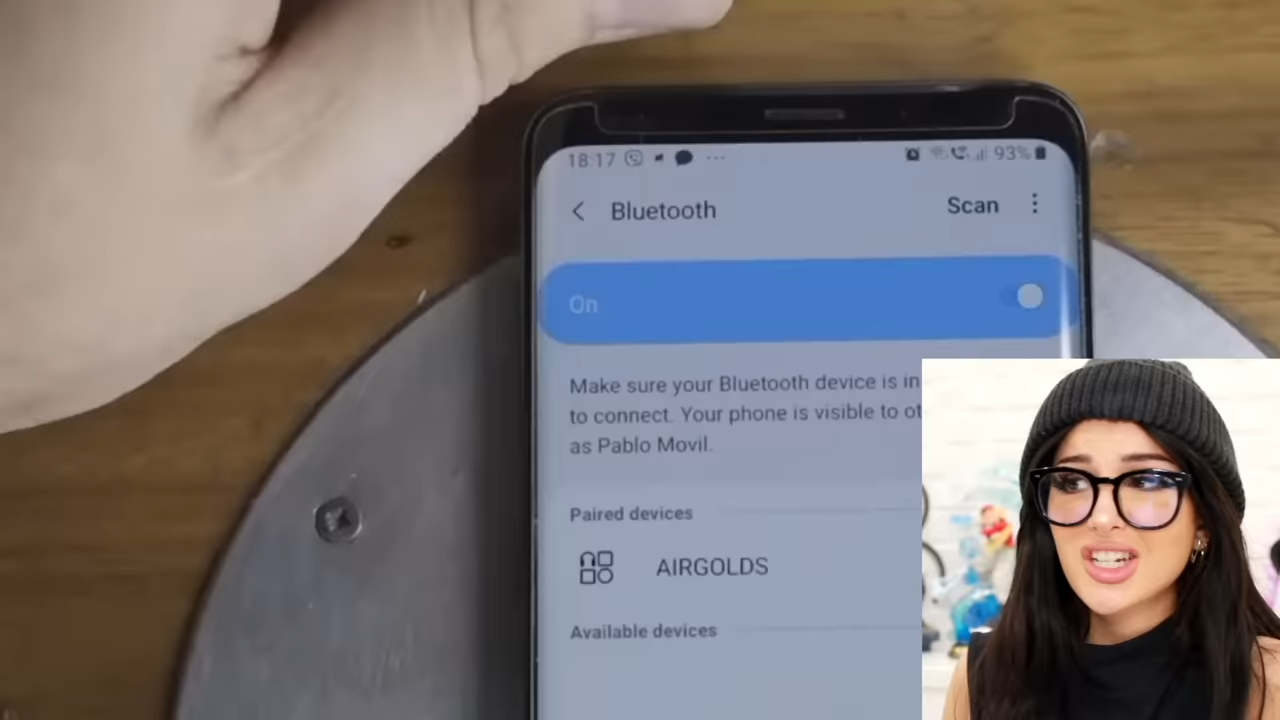 18:17
93%
Bluetooth
Scan
On
Make sure your Bluetooth device is in
to connect. Your phone is visible to ot
as Pablo Movil.
Paired devices
AIRGOLDS
Available devices